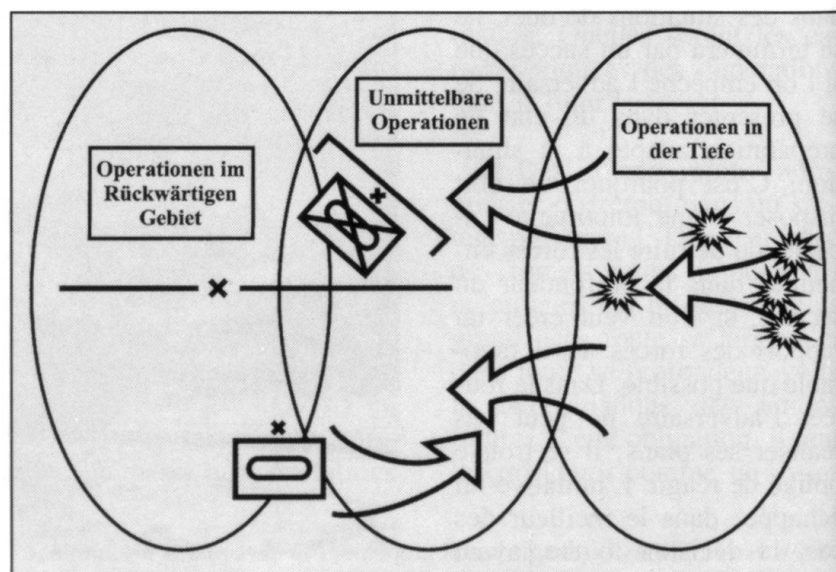 Operationen im
Rückwärtigen
Gebiet
Unmittelbare
Operationen
Operationen in
der Tiefe